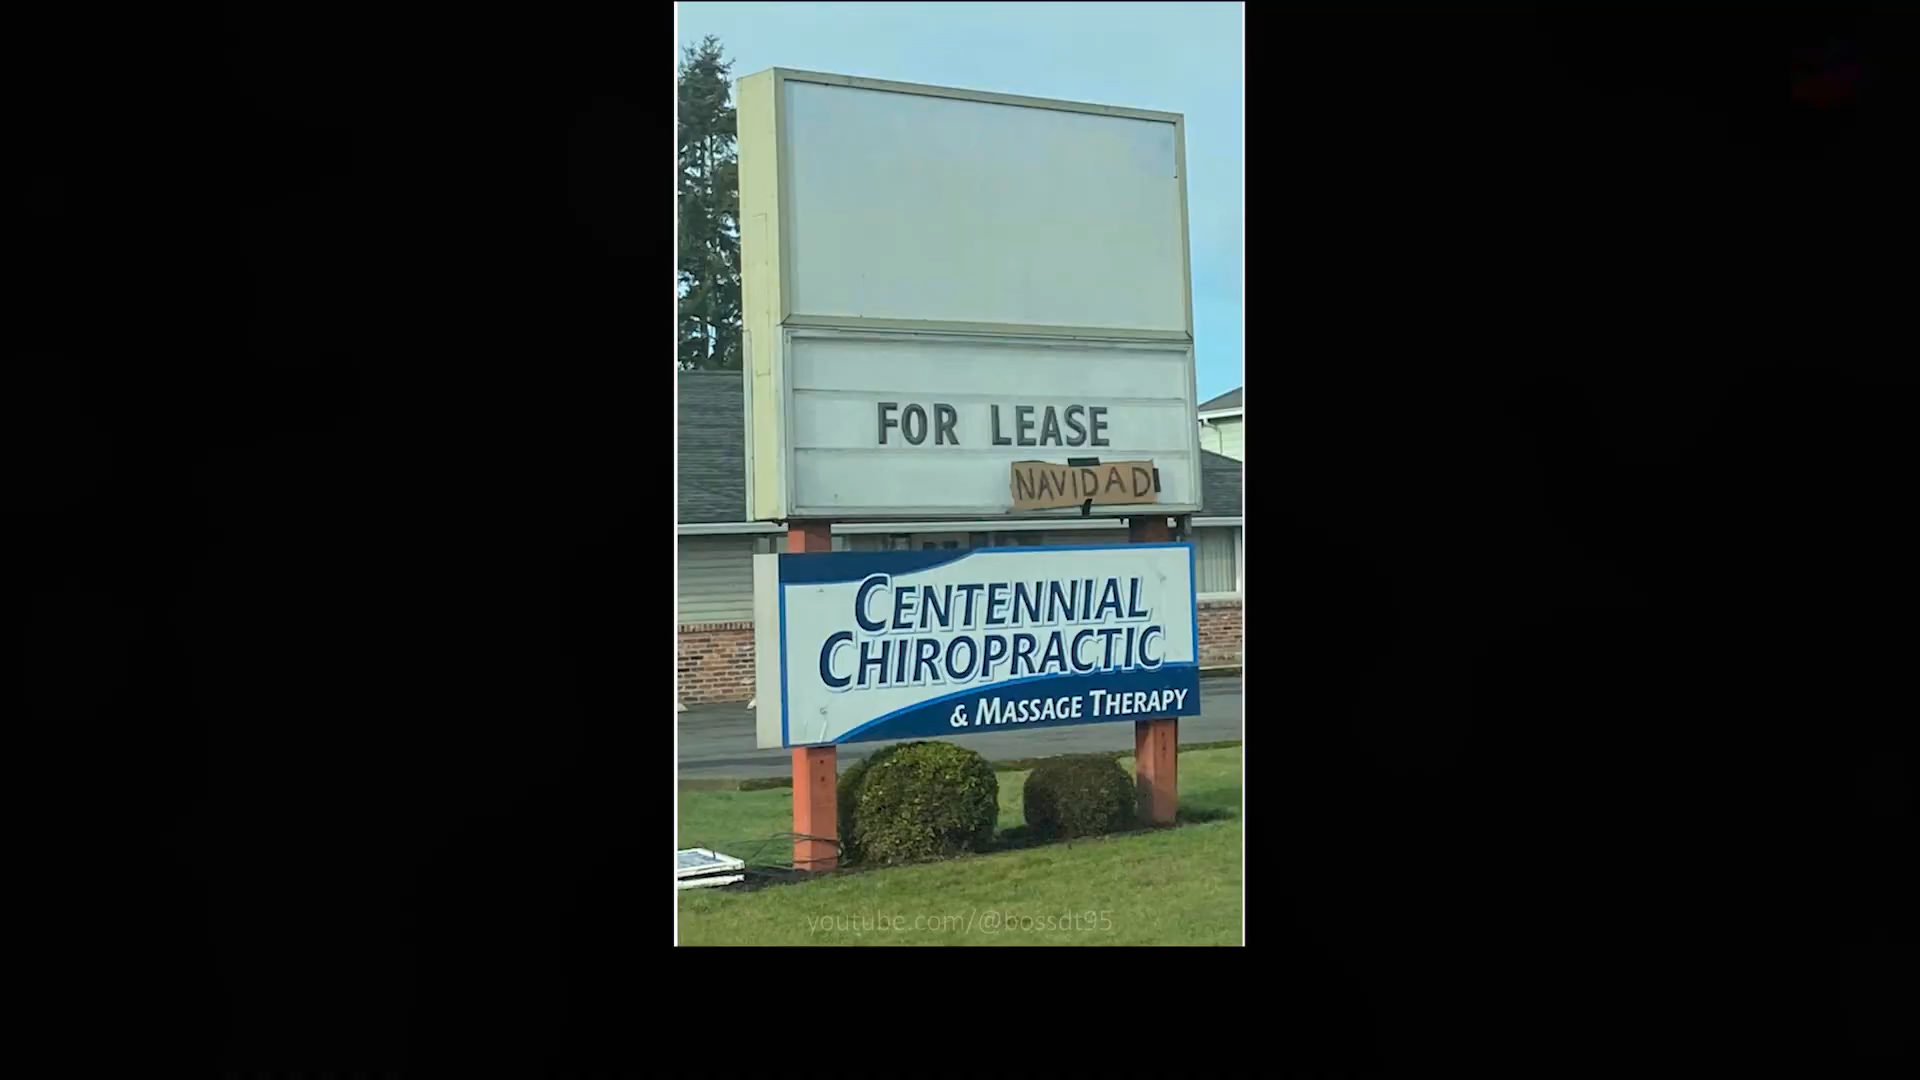 FOR LEASE
NAVIDAD
CENTENNIAL
CHIROPRACTIC
& MASSAGE THERAPY
youtube.com/@bossdt95